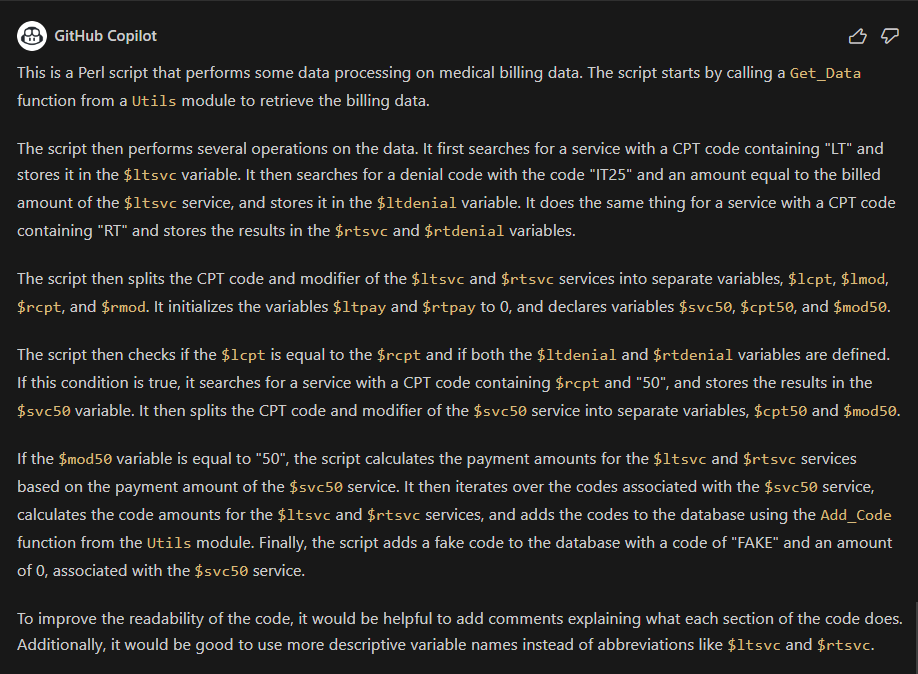 GitHub Copilot
This is a Perl script that performs some data processing on medical billing data. The script starts by calling a Get_Data
function from a Utils module to retrieve the billing data.
The script then performs several operations on the data. It first searches for a service with a CPT code containing "LT" and
stores it in the $ltsvc variable. It then searches for a denial code with the code "IT25" and an amount equal to the billed
amount of the $ltsvc service, and stores it in the $ltdenial variable. It does the same thing for a service with a CPT code
containing "RT" and stores the results in the $rtsvc and $rtdenial variables.
The script then splits the CPT code and modifier of the $ltsvc and $rtsvc services into separate variables, $lcpt, $lmod,
$rcpt, and $rmod. It initializes the variables $ltpay and $rtpay to 0, and declares variables $svc50, $cpt50, and $mod50.
The script then checks if the $lcpt is equal to the $rcpt and if both the $ltdenial and $rtdenial variables are defined.
If this condition is true, it searches for a service with a CPT code containing $rcpt and "50", and stores the results in the
$svc50 variable. It then splits the CPT code and modifier of the $svc50 service into separate variables, $cpt50 and $mod50.
If the $mod50 variable is equal to "50", the script calculates the payment amounts for the $ltsvc and $rtsvc services
based on the payment amount of the $svc50 service. It then iterates over the codes associated with the $svc50 service,
calculates the code amounts for the $ltsvc and $rtsvc services, and adds the codes to the database using the Add_Code
function from the Utils module. Finally, the script adds a fake code to the database with a code of "FAKE" and an amount
of 0, associated with the $svc50 service.
To improve the readability of the code, it would be helpful to add comments explaining what each section of the code does.
Additionally, it would be good to use more descriptive variable names instead of abbreviations like $ltsvc and $rtsvc.